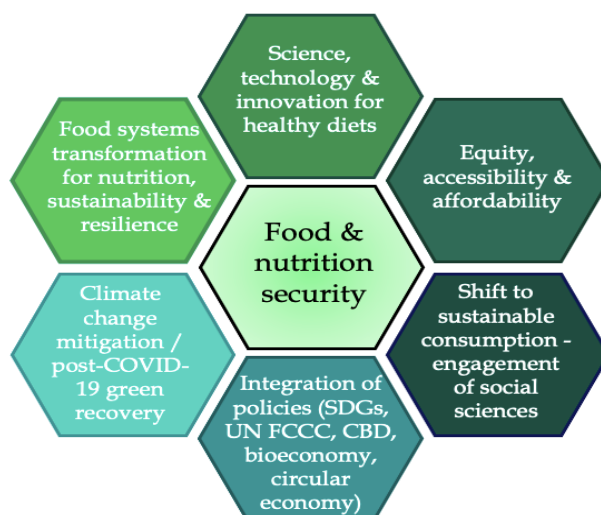 Science,
technology &
innovation for
healthy diets
Food systems
transformation
for nutrition,
sustainability &
resilience
Equity,
accessibility &
affordability
Food &
nutrition
security
Climate
change
mitigation /
post-COVID-
19 green
recovery
Shift to
sustainable
consumption -
engagement
of social
sciences
Integration of
policies (SDGs,
UN FCCC, CBD,
bioeconomy,
circular
economy)